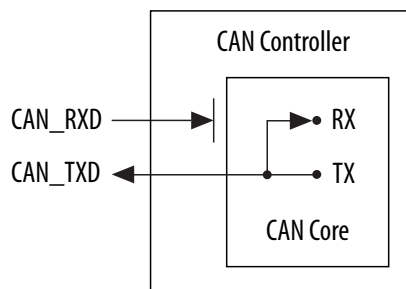 CAN Controller
CAN_RXD
RX
CAN_TXD
TX
CAN Core